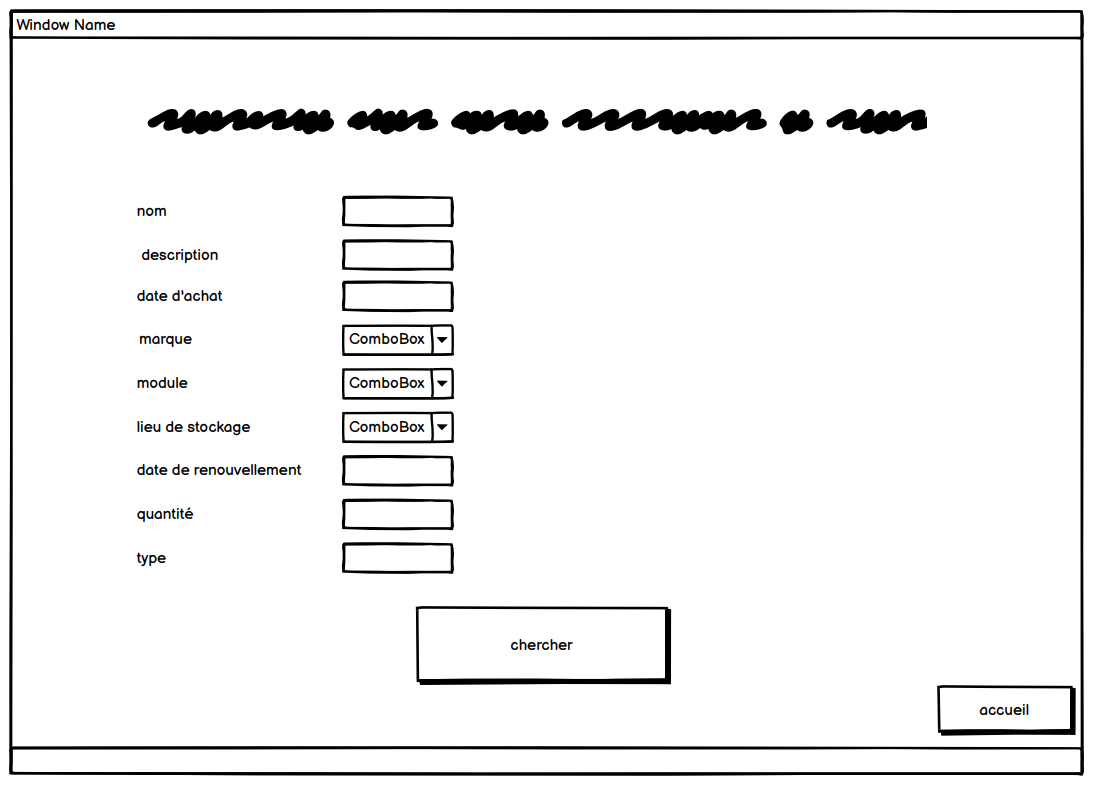 Window Name
nom
description
date d'achat
marque ComboBox
module ComboBox
lieu de stockage ComboBox
date de renouvellement
quantité
type
chercher
accueil